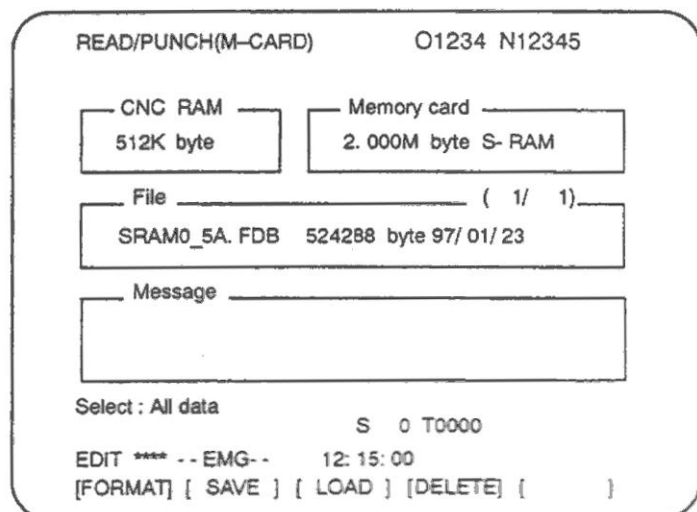 READ/PUNCH(M–CARD) O1234 N12345
CNC RAM Memory card
512K byte 2. 000M byte S- RAM
File ( 1/ 1)
SRAM0_5A. FDB 524288 byte 97/ 01/ 23
Message
Select : All data
S 0 T0000
EDIT **** - - EMG- - 12: 15: 00
[FORMAT] [ SAVE ] [ LOAD ] [DELETE] [ ]